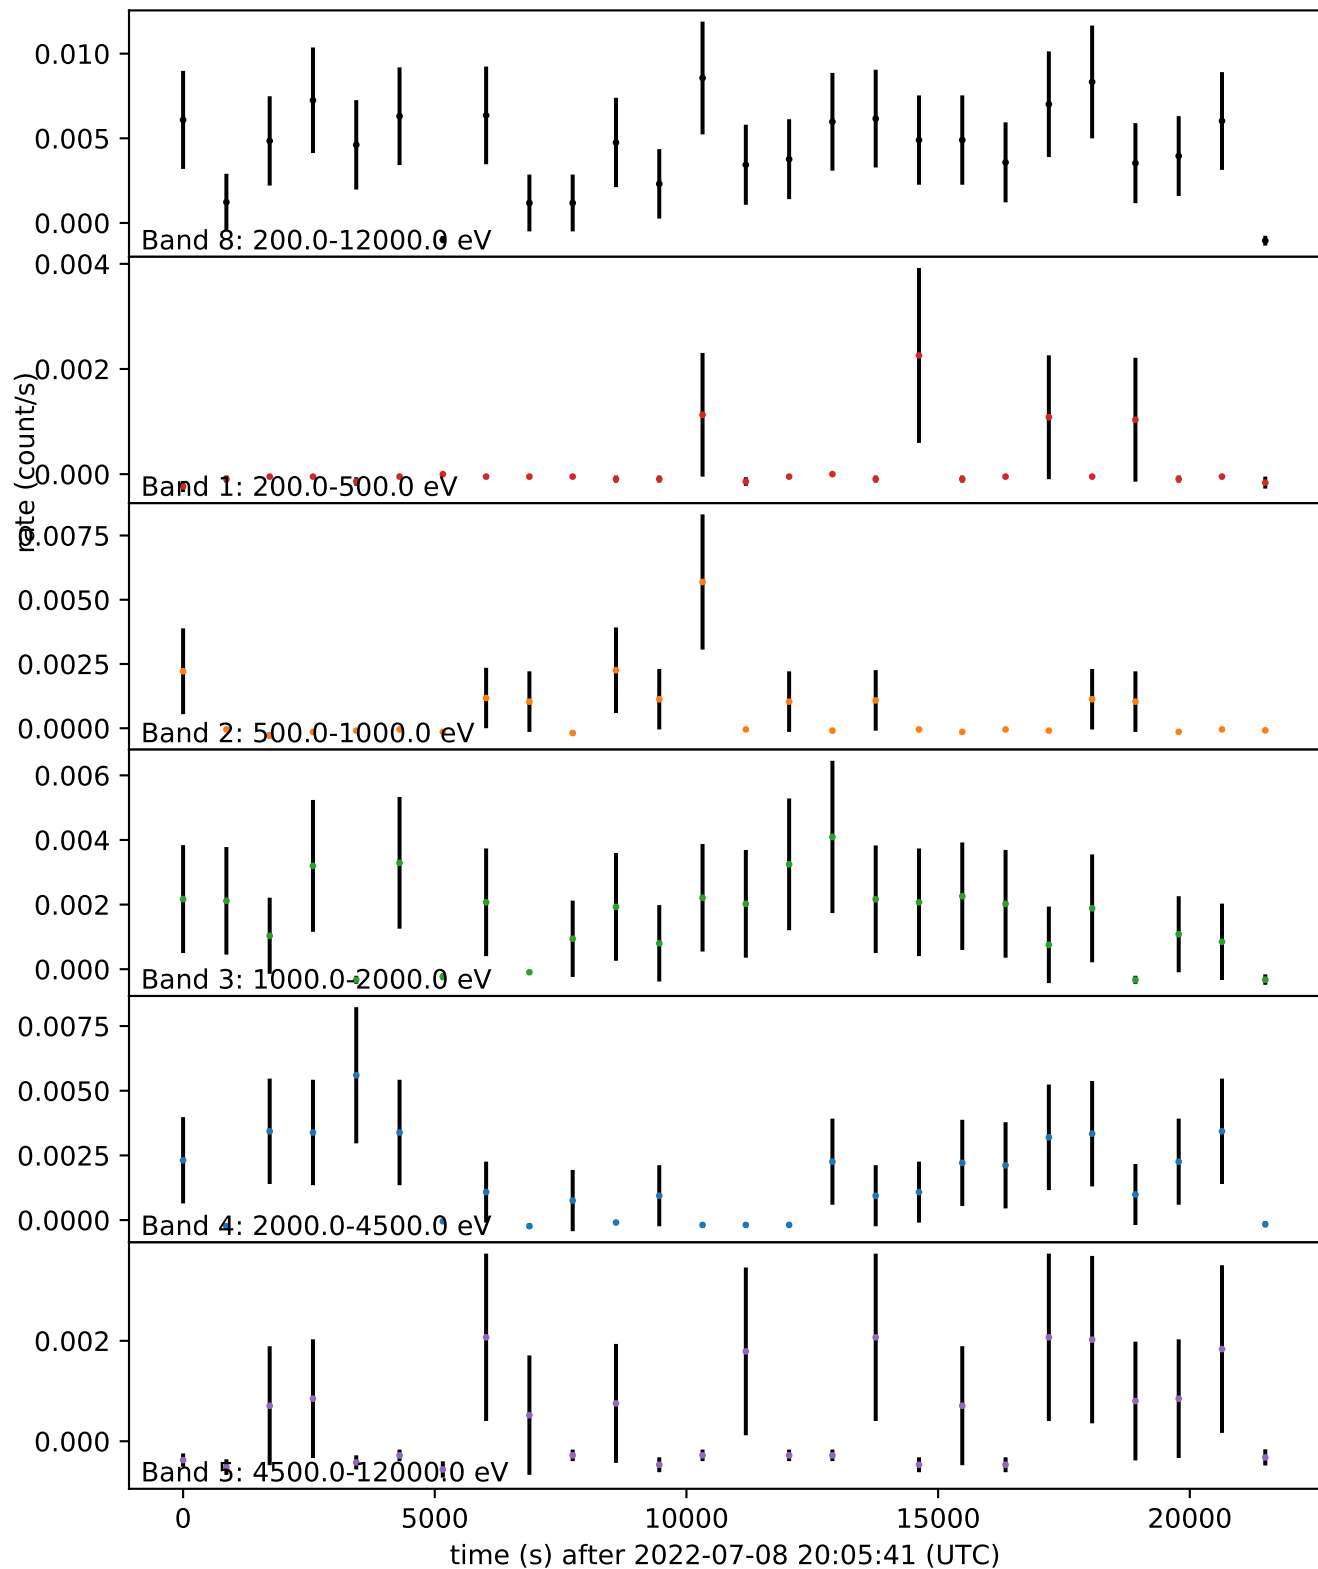 rate (count/s)
0.010
0.005
0.000
Band 8: 200.0-12000.0 eV
0.004
0.002
0.000
Band 1: 200.0-500.0 eV
0.0075
0.0050
0.0025
0.0000
Band 2: 500.0-1000.0 eV
0.006
0.004
0.002
0.000
Band 3: 1000.0-2000.0 eV
0.0075
0.0050
0.0025
0.0000
Band 4: 2000.0-4500.0 eV
0.002
0.000
Band 5: 4500.0-12000.0 eV
0 5000 10000 15000 20000
time (s) after 2022-07-08 20:05:41 (UTC)